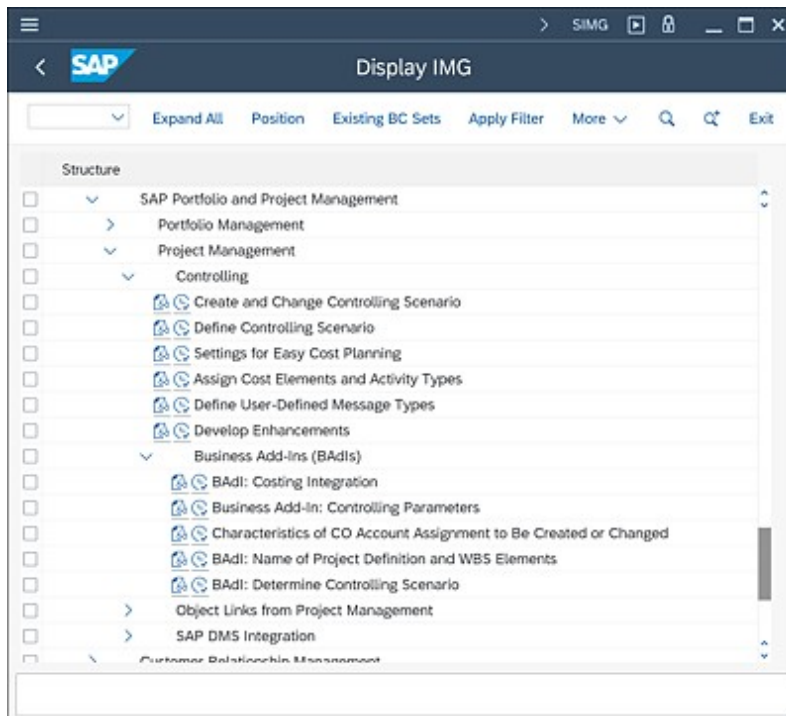 SIMG
SAP
Display IMG
Expand All Position Existing BC Sets Apply Filter More Exit
Structure
SAP Portfolio and Project Management
Portfolio Management
Project Management
Controlling
Create and Change Controlling Scenario
Define Controlling Scenario
Settings for Easy Cost Planning
Assign Cost Elements and Activity Types
Define User-Defined Message Types
Develop Enhancements
Business Add-Ins (BAdIs)
BAdI: Costing Integration
Business Add-In: Controlling Parameters
Characteristics of CO Account Assignment to Be Created or Changed
BAdI: Name of Project Definition and WBS Elements
BAdI: Determine Controlling Scenario
Object Links from Project Management
SAP DMS Integration
Customer Relationship Management